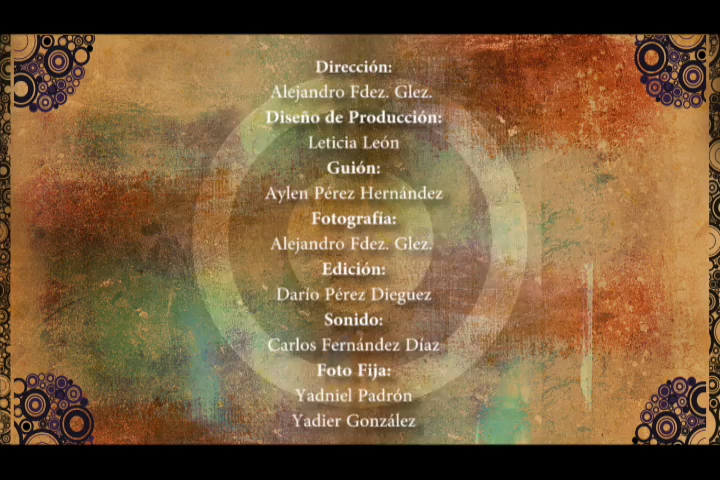 Dirección:
Alejandro Fdez. Glez.
Diseño de Producción:
Leticia León
Guión:
Aylen Pérez Hernández
Fotografía:
Alejandro Fdez. Glez.
Edición:
Darío Pérez Dieguez
Sonido:
Carlos Fernández Díaz
Foto Fija:
Yadniel Padrón
Yadier González